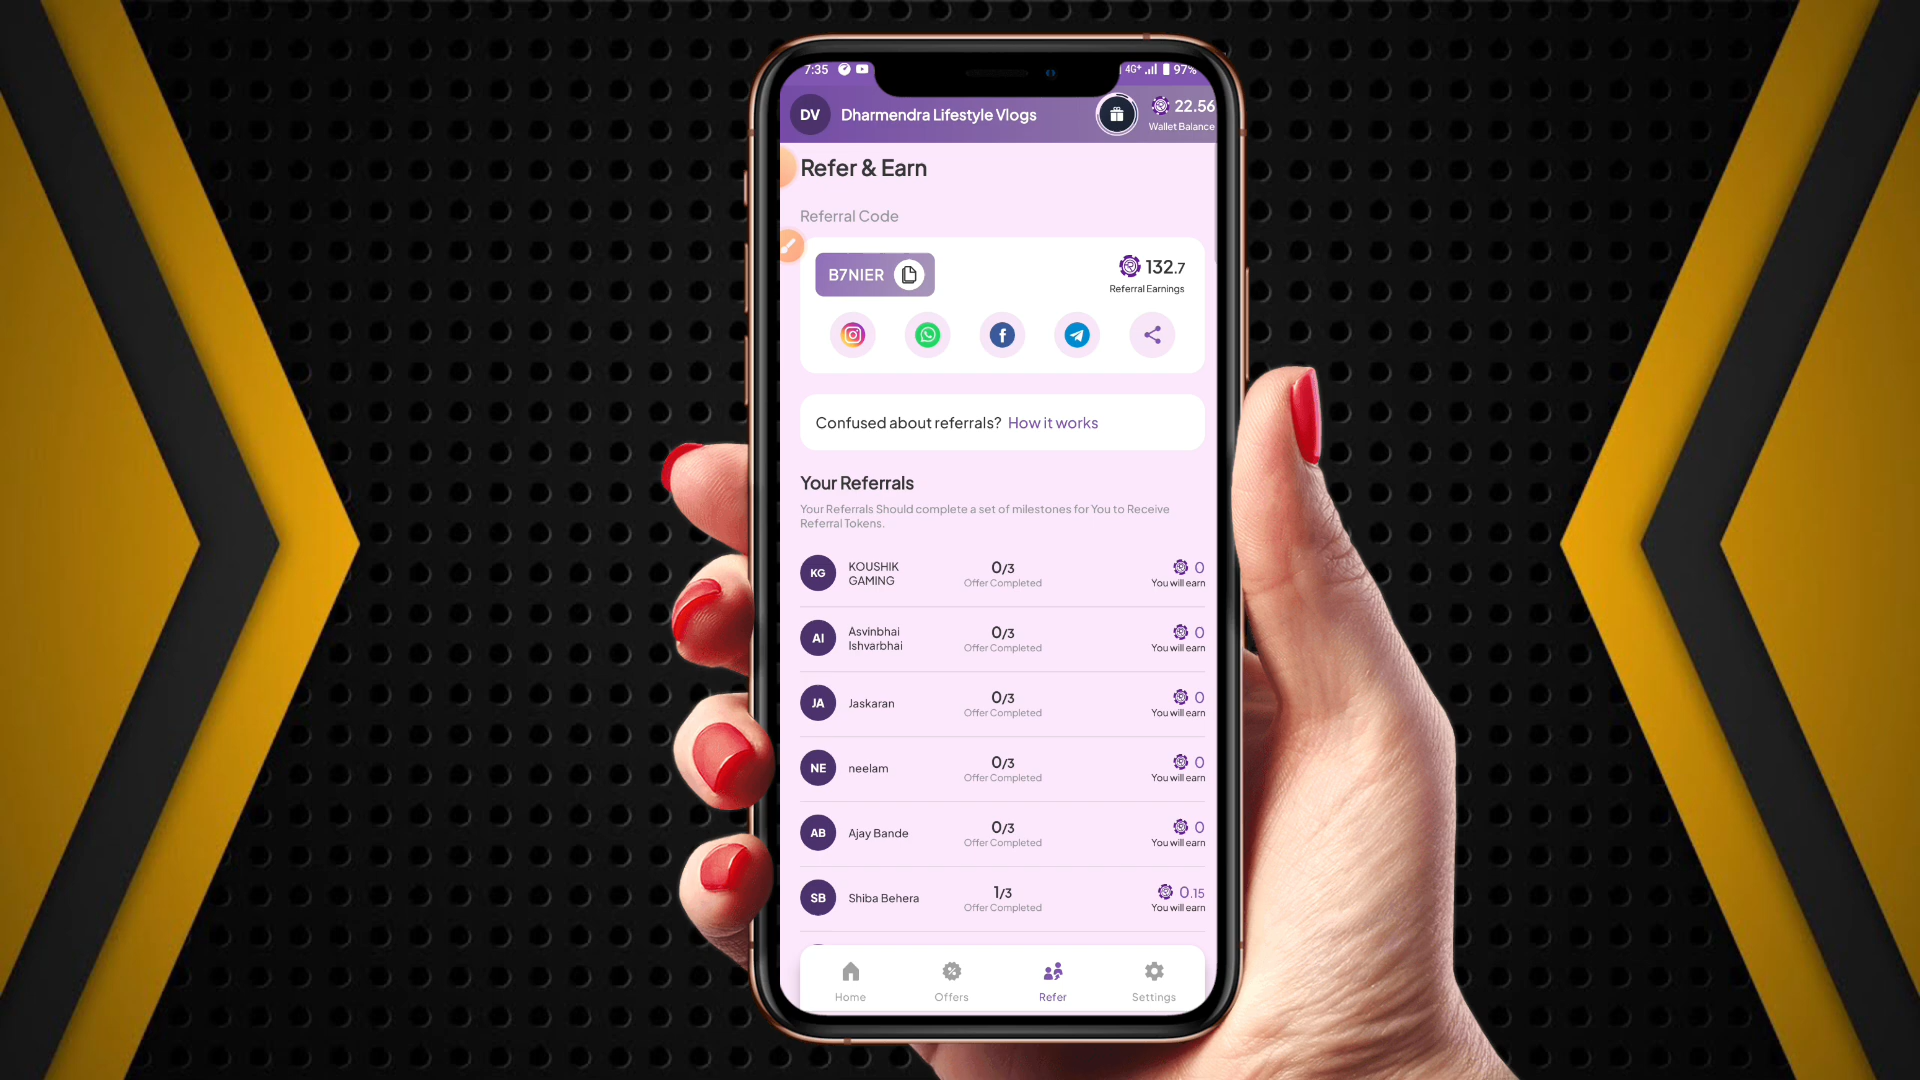 7:35
4G+
97%
DV
Dharmendra Lifestyle Vlogs
22.56
Wallet Balance
Refer & Earn
Referral Code
B7NIER
132.7
Referral Earnings
Confused about referrals? How it works
Your Referrals
Your Referrals Should complete a set of milestones for You to Receive
Referral Tokens.
KG
KOUSHIK
GAMING
0/3
Offer Completed
0
You will earn
AI
Asvinbhai
Ishvarbhai
0/3
Offer Completed
0
You will earn
JA
Jaskaran
0/3
Offer Completed
0
You will earn
NE
neelam
0/3
Offer Completed
0
You will earn
AB
Ajay Bande
0/3
Offer Completed
0
You will earn
SB
Shiba Behera
1/3
Offer Completed
0.15
You will earn
Home
Offers
Refer
Settings